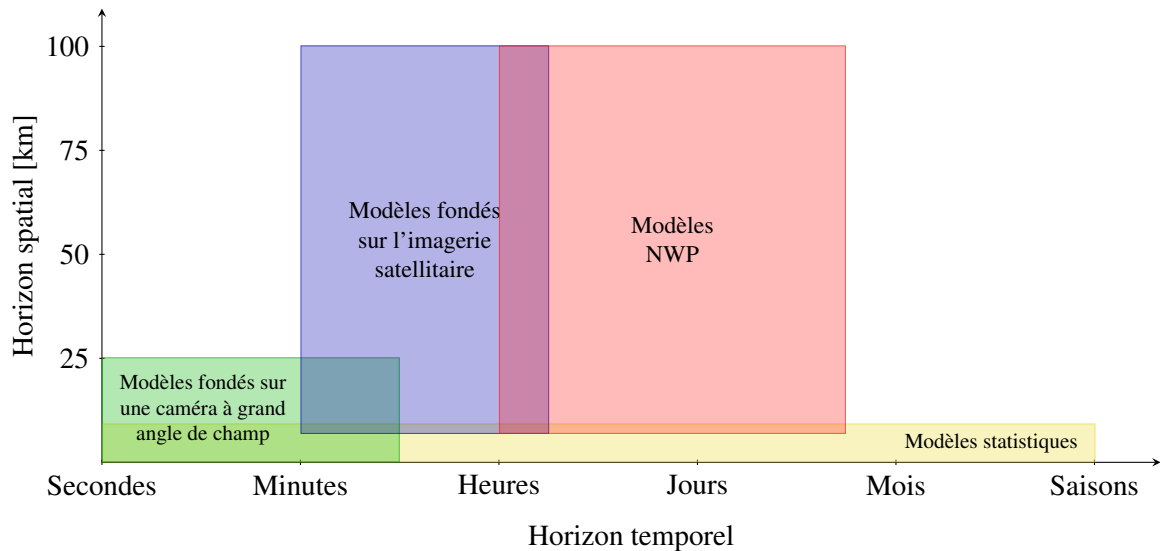 100
75
50
25
Horizon spatial [km]
Modèles fondés
sur l'imagerie
satellitaire
Modèles
NWP
Modèles fondés sur
une caméra à grand
angle de champ
Modèles statistiques
Secondes
Minutes
Heures
Jours
Mois
Saisons
Horizon temporel